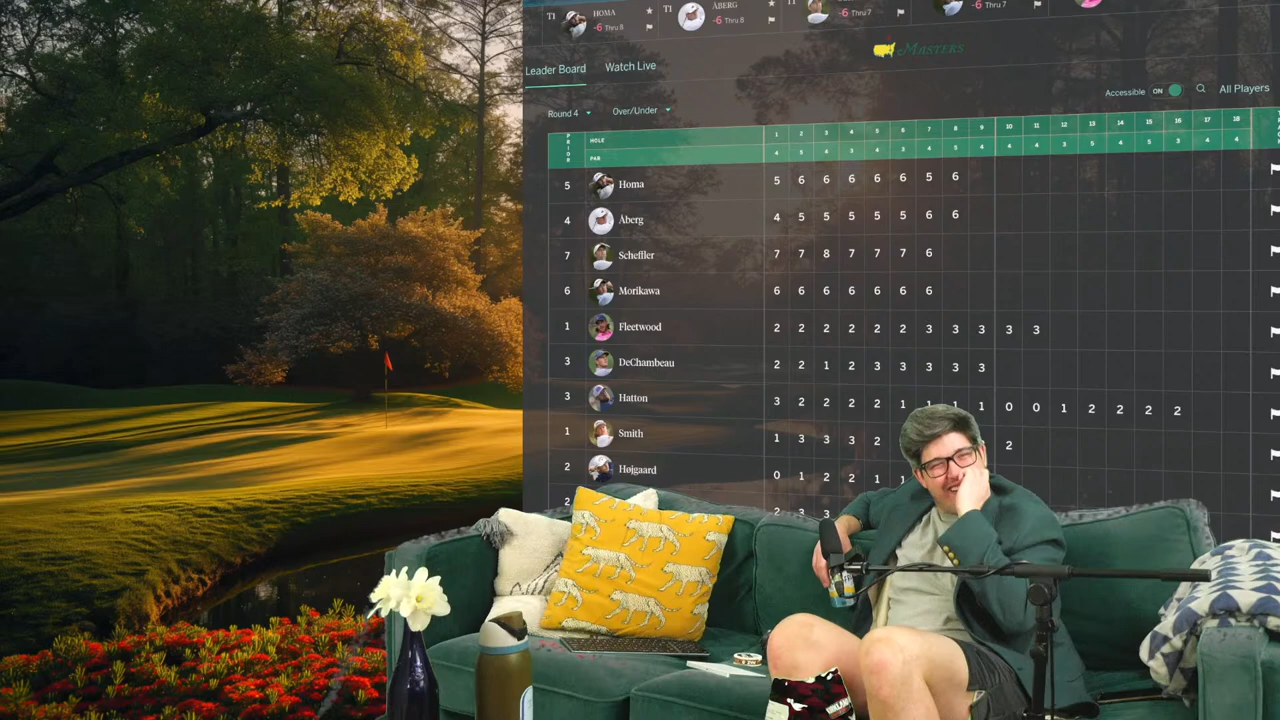 T1 HOMA -6 Thru 8
T1 ÅBERG -6 Thru 8
T1 -6 Thru 7
-6 Thru 7
Masters
Leader Board Watch Live
Accessible ON All Players
Round 4 Over/Under
PRIOR
HOLE 1 2 3 4 5 6 7 8 9 10 11 12 13 14 15 16 17 18
PAR 4 5 4 3 4 3 4 5 4 4 4 3 5 4 5 3 4 4
5 Homa 5 6 6 6 6 6 5 6
4 Åberg 4 5 5 5 5 5 6 6
7 Scheffler 7 7 8 7 7 7 6
6 Morikawa 6 6 6 6 6 6 6
1 Fleetwood 2 2 2 2 2 2 3 3 3 3 3
3 DeChambeau 2 2 1 2 3 3 3 3 3
3 Hatton 3 2 2 2 2 1 1 1 1 0 0 1 2 2 2 2
1 Smith 1 3 3 3 2 2
2 Højgaard 0 1 2 2 1
2 2 3 3